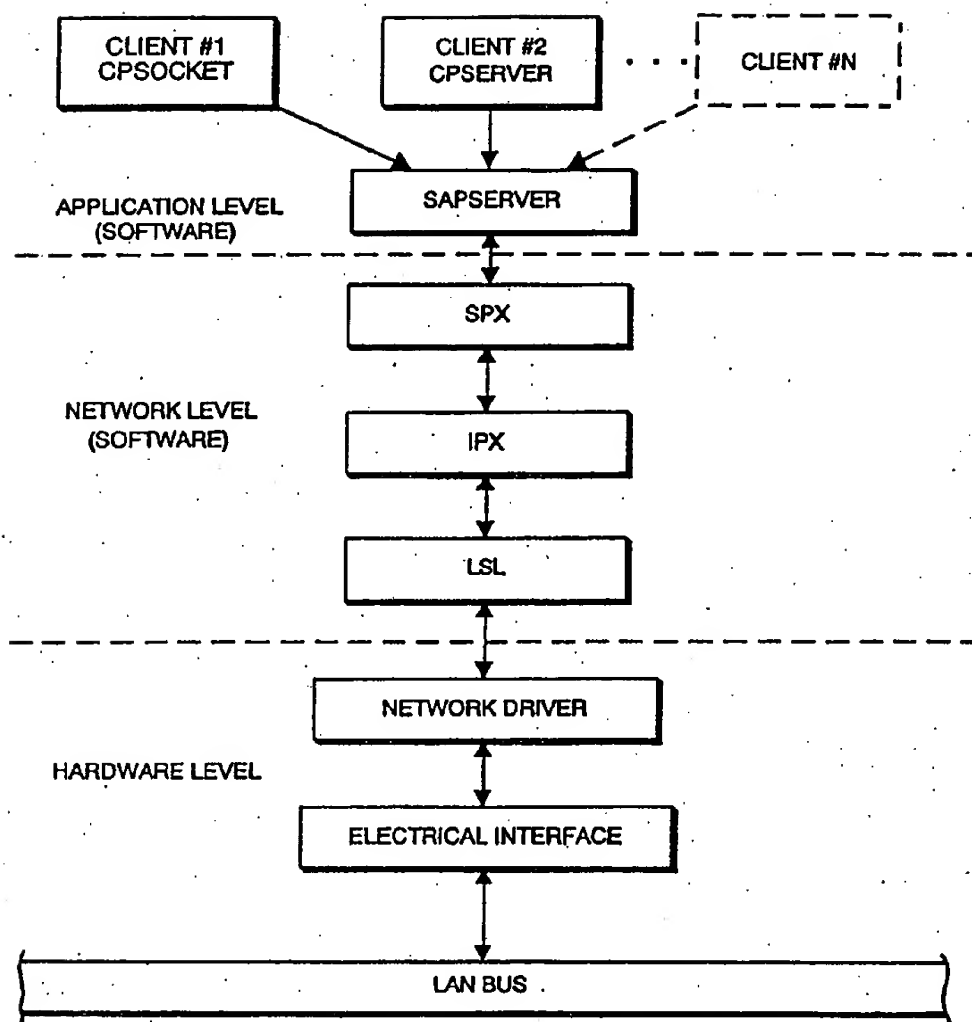 CLIENT #1
CPSOCKET
CLIENT #2
CPSERVER
CLIENT #N
SAPSERVER
APPLICATION LEVEL
(SOFTWARE)
SPX
NETWORK LEVEL
(SOFTWARE)
IPX
LSL
NETWORK DRIVER
HARDWARE LEVEL
ELECTRICAL INTERFACE
LAN BUS